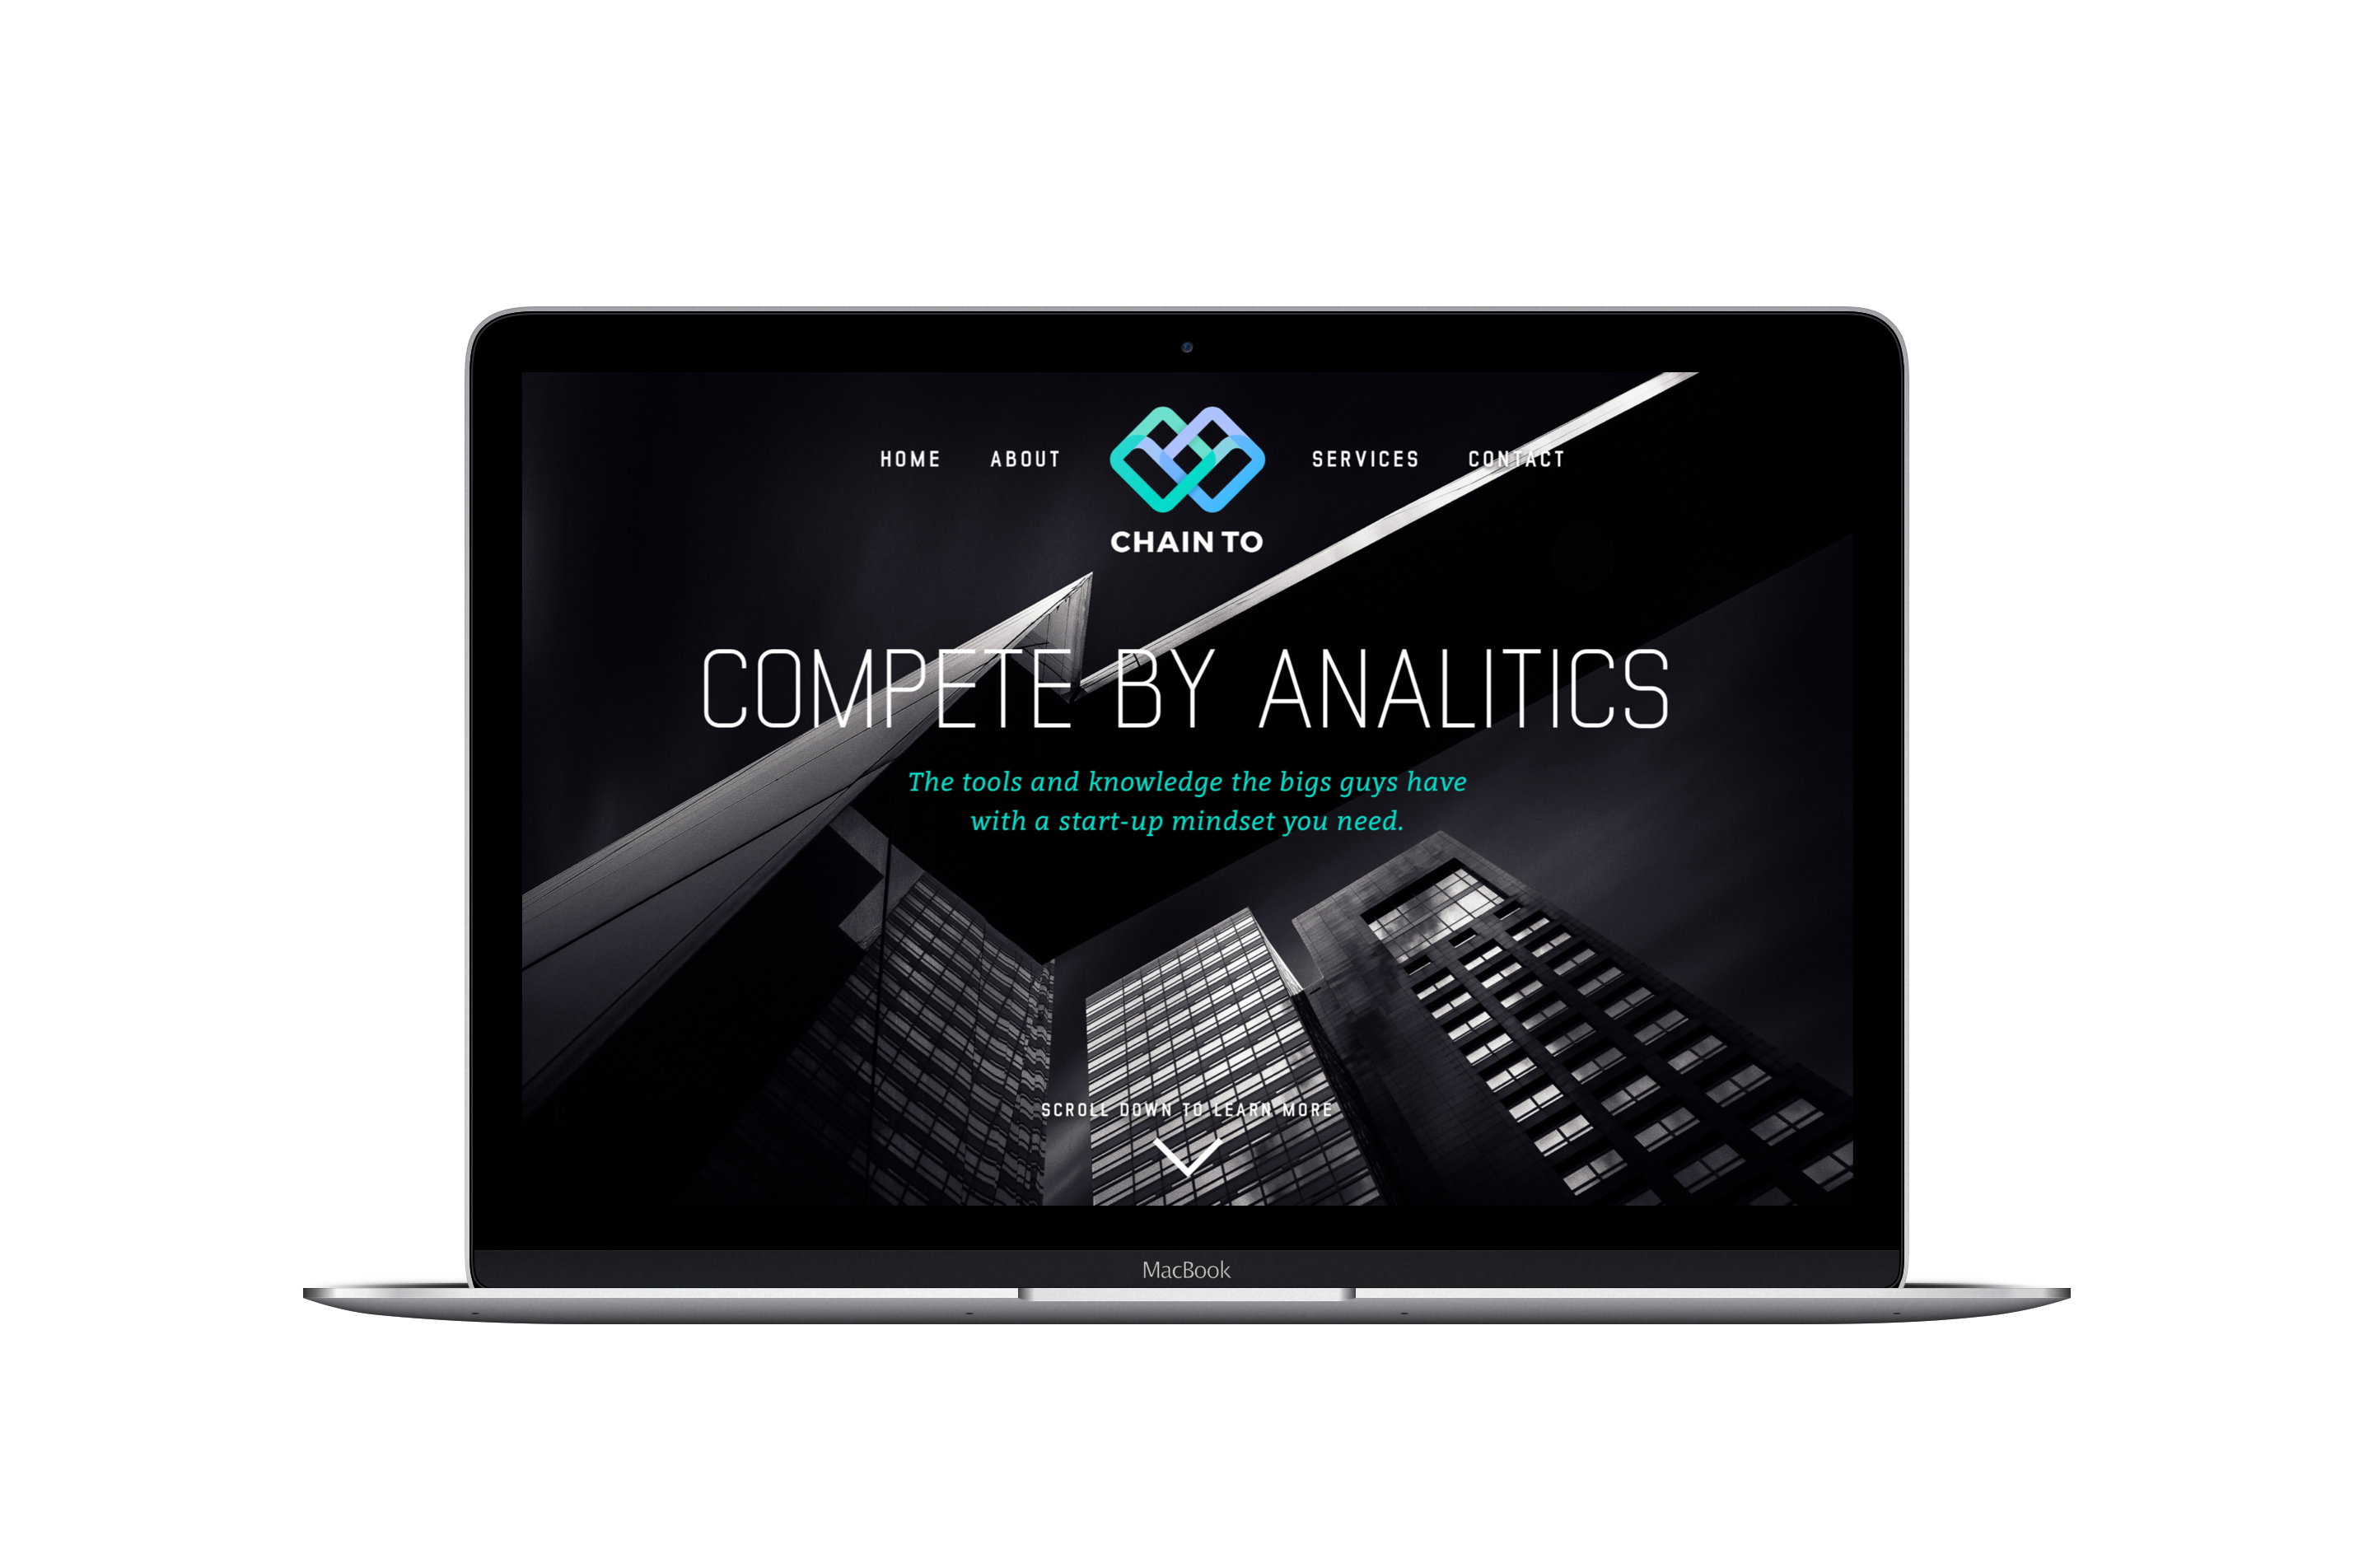 HOME ABOUT SERVICES CONTACT
CHAIN TO
COMPETE BY ANALITICS
The tools and knowledge the bigs guys have
with a start-up mindset you need.
SCROLL DOWN TO LEARN MORE
MacBook